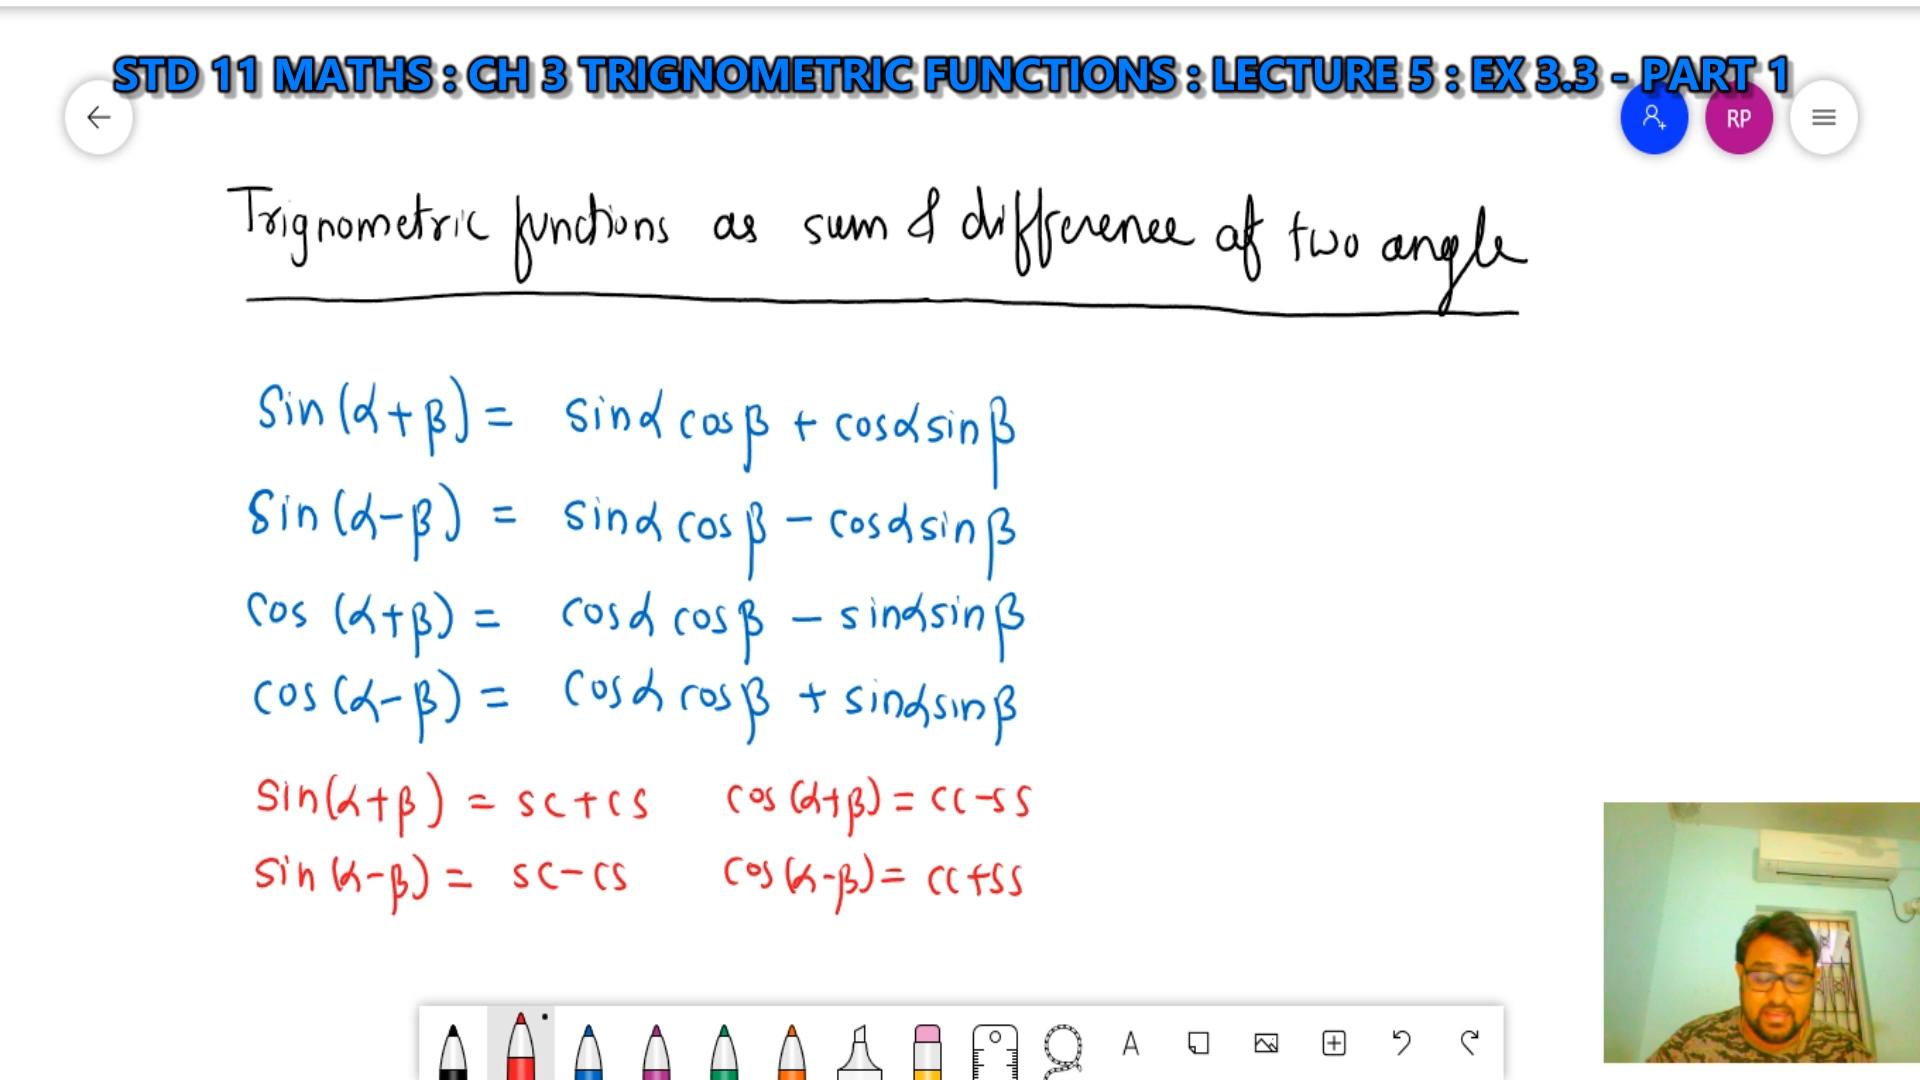 STD 11 MATHS : CH 3 TRIGNOMETRIC FUNCTIONS : LECTURE 5 : EX 3.3 - PART 1
RP
Trignometric functions as sum & difference of two angle
Sin(α+β) = sinα cosβ + cosα sinβ
Sin(α-β) = sinα cosβ - cosα sinβ
cos (α+β) = cosα cosβ - sinα sinβ
cos (α-β) = cosα cosβ + sinα sinβ
sin(α+β) = sc+cs cos(α+β) = cc-ss
sin(α-β) = sc-cs cos(α-β) = cc+ss
A